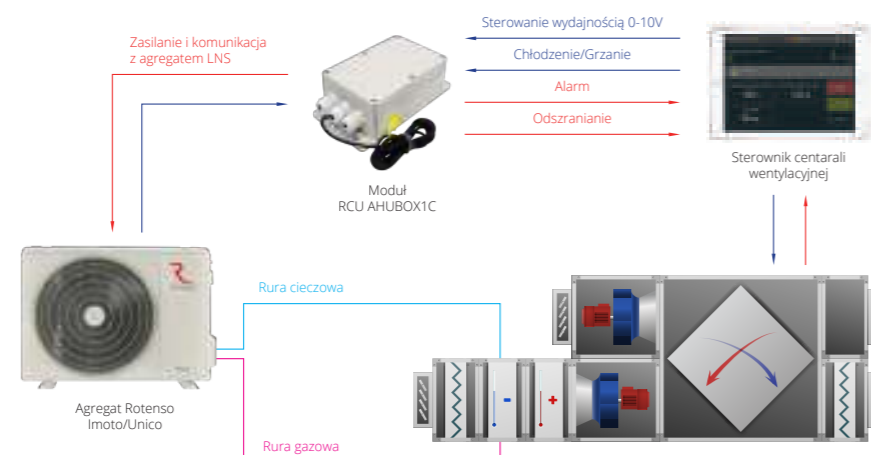 Sterowanie wydajnością 0-10V
Zasilanie i komunikacja
z agregatem LNS
Chłodzenie/Grzanie
Alarm
Odszranianie
Sterownik centarali
wentylacyjnej
Moduł
RCU AHUBOX1C
R
Rura cieczowa
Agregat Rotenso
Imoto/Unico
Rura gazowa